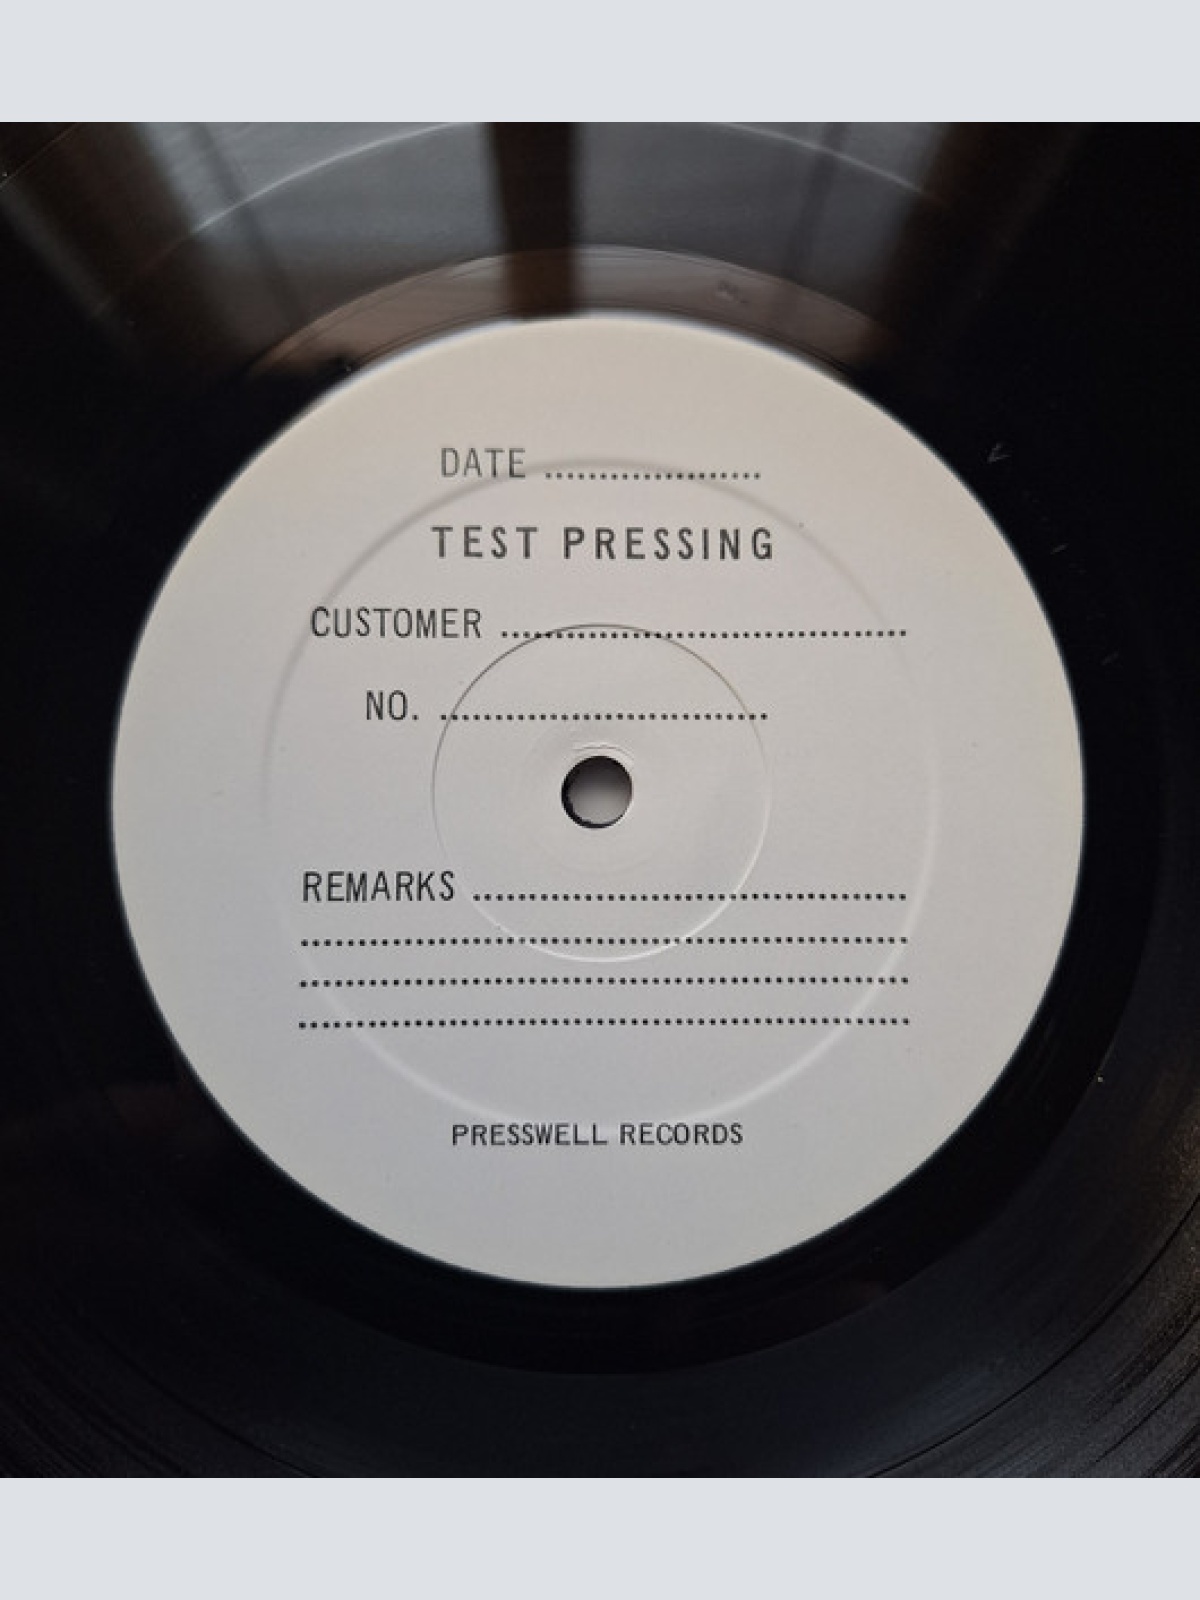 DATE ........................
TEST PRESSING
CUSTOMER .............................................
NO. ....................................
REMARKS ................................................
...................................................................
...................................................................
...................................................................
PRESSWELL RECORDS